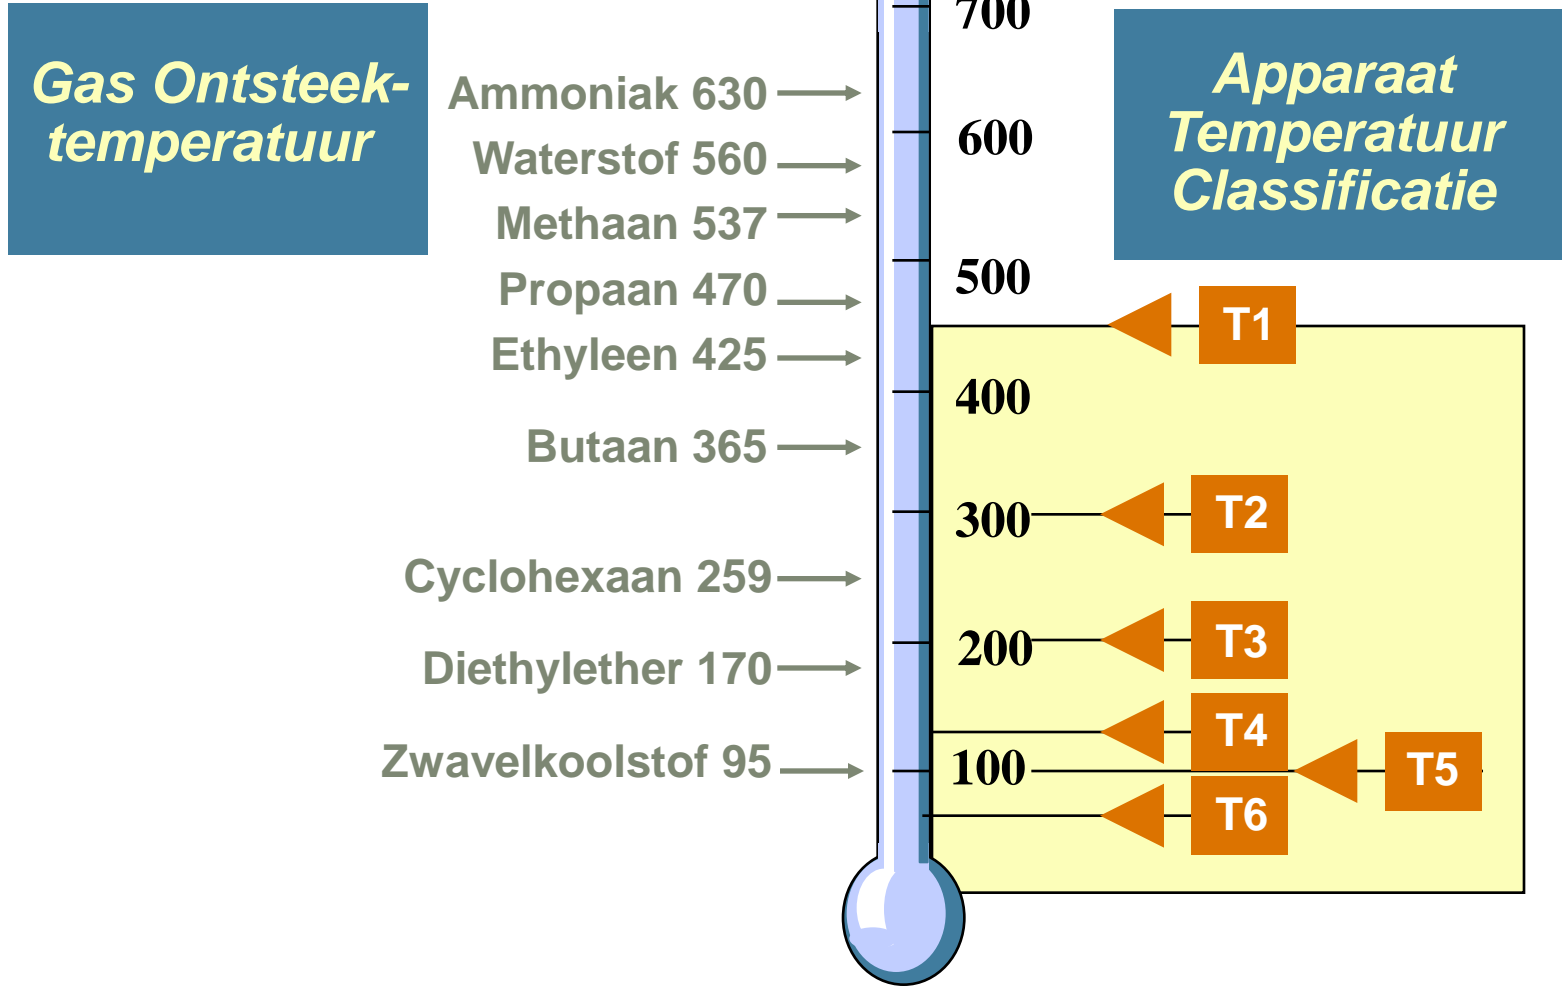 Gas Ontsteek-
temperatuur
Ammoniak 630
Waterstof 560
Methaan 537
Propaan 470
Ethyleen 425
Butaan 365
Cyclohexaan 259
Diethylether 170
Zwavelkoolstof 95
700
600
500
400
300
200
100
Apparaat
Temperatuur
Classificatie
T1
T2
T3
T4
T5
T6